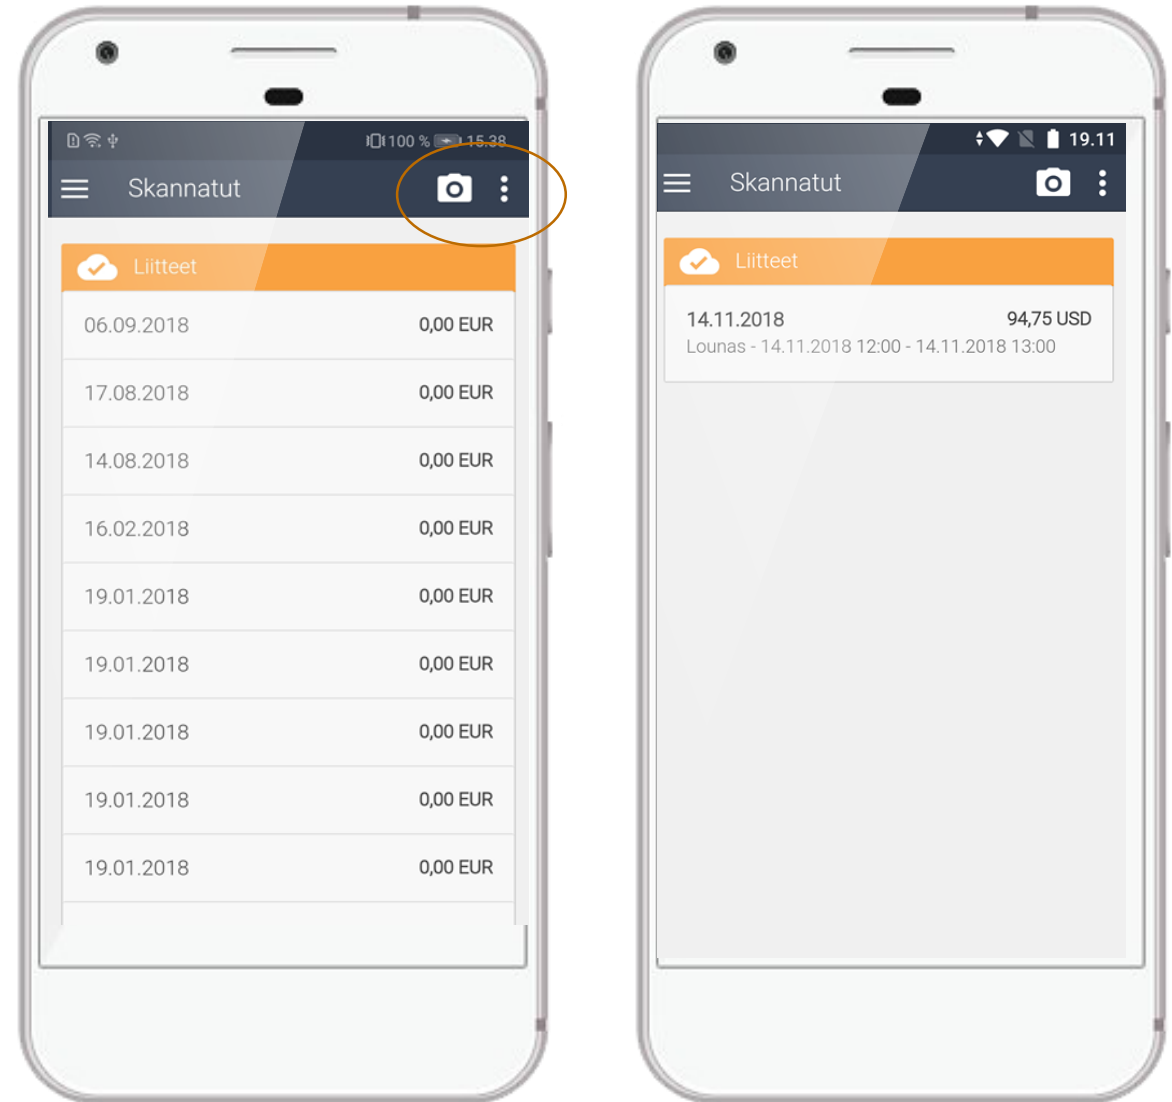 100 % 15.38
Skannatut
Liitteet
06.09.2018 0,00 EUR
17.08.2018 0,00 EUR
14.08.2018 0,00 EUR
16.02.2018 0,00 EUR
19.01.2018 0,00 EUR
19.01.2018 0,00 EUR
19.01.2018 0,00 EUR
19.01.2018 0,00 EUR
19.01.2018 0,00 EUR
19.11
Skannatut
Liitteet
14.11.2018 94,75 USD
Lounas - 14.11.2018 12:00 - 14.11.2018 13:00